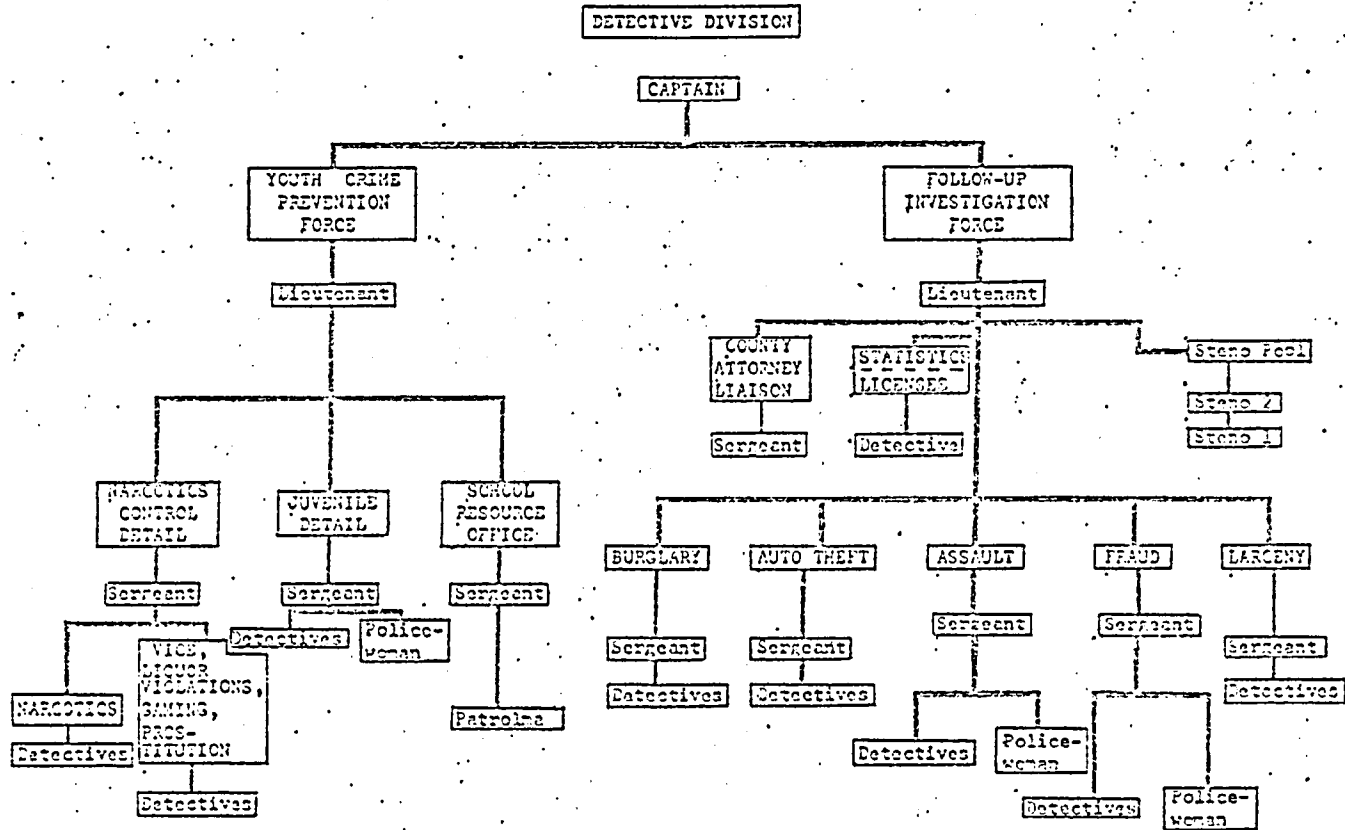 DETECTIVE DIVISION
CAPTAIN
YOUTH CRIME
PREVENTION
FORCE
FOLLOW-UP
INVESTIGATION
FORCE
Lieutenant
Lieutenant
COUNTY
ATTORNEY
LIAISON
STATISTICS
LICENSES
Steno Pool
Steno 2
Steno 1
Sergeant
Detective
NARCOTICS
CONTROL
DETAIL
JUVENILE
DETAIL
SCHOOL
RESOURCE
OFFICE
BURGLARY
AUTO THEFT
ASSAULT
FRAUD
LARCENY
Sergeant
Sergeant
Sergeant
Sergeant
Sergeant
Sergeant
Sergeant
Sergeant
Detectives
Police-
woman
VICE,
LIQUOR
VIOLATIONS,
GAMING,
PROS-
TITUTION
NARCOTICS
Detectives
Detectives
Patrolma
Detectives
Detectives
Detectives
Detectives
Police-
woman
Detectives
Police-
woman